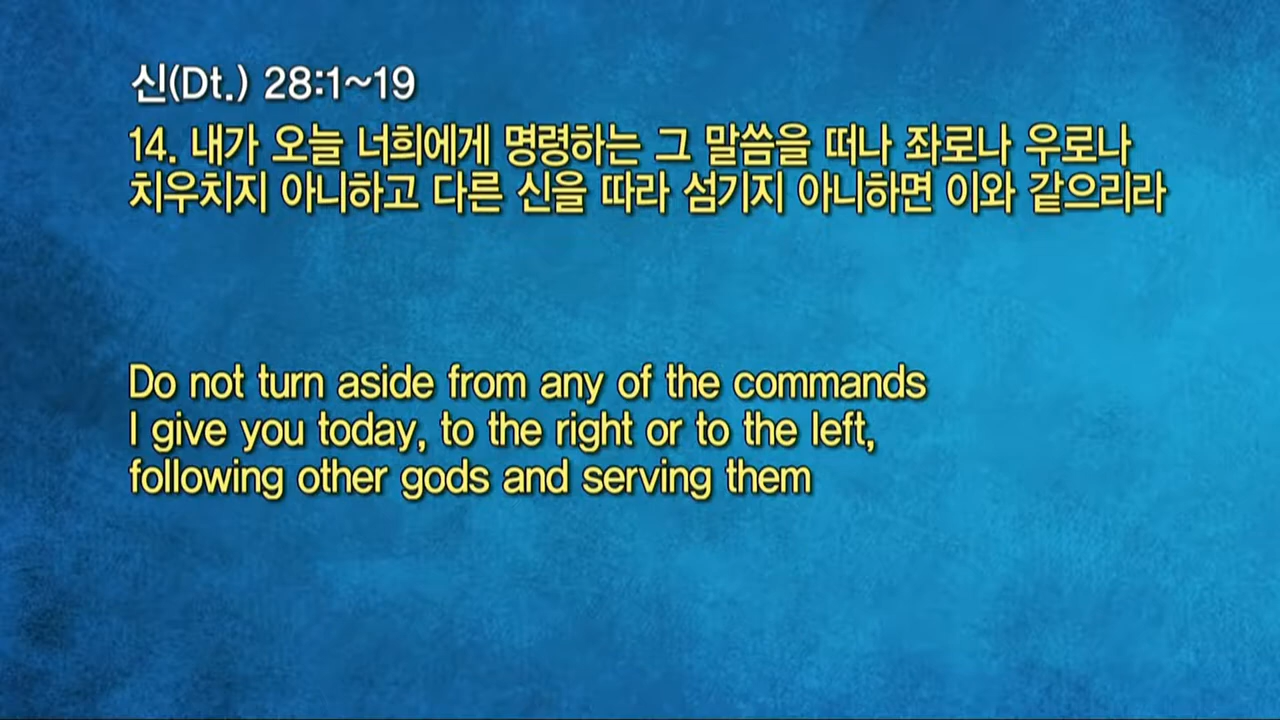 신(Dt.) 28:1~19
14. 내가 오늘 너희에게 명령하는 그 말씀을 떠나 좌로나 우로나
치우치지 아니하고 다른 신을 따라 섬기지 아니하면 이와 같으리라
Do not turn aside from any of the commands
I give you today, to the right or to the left,
following other gods and serving them